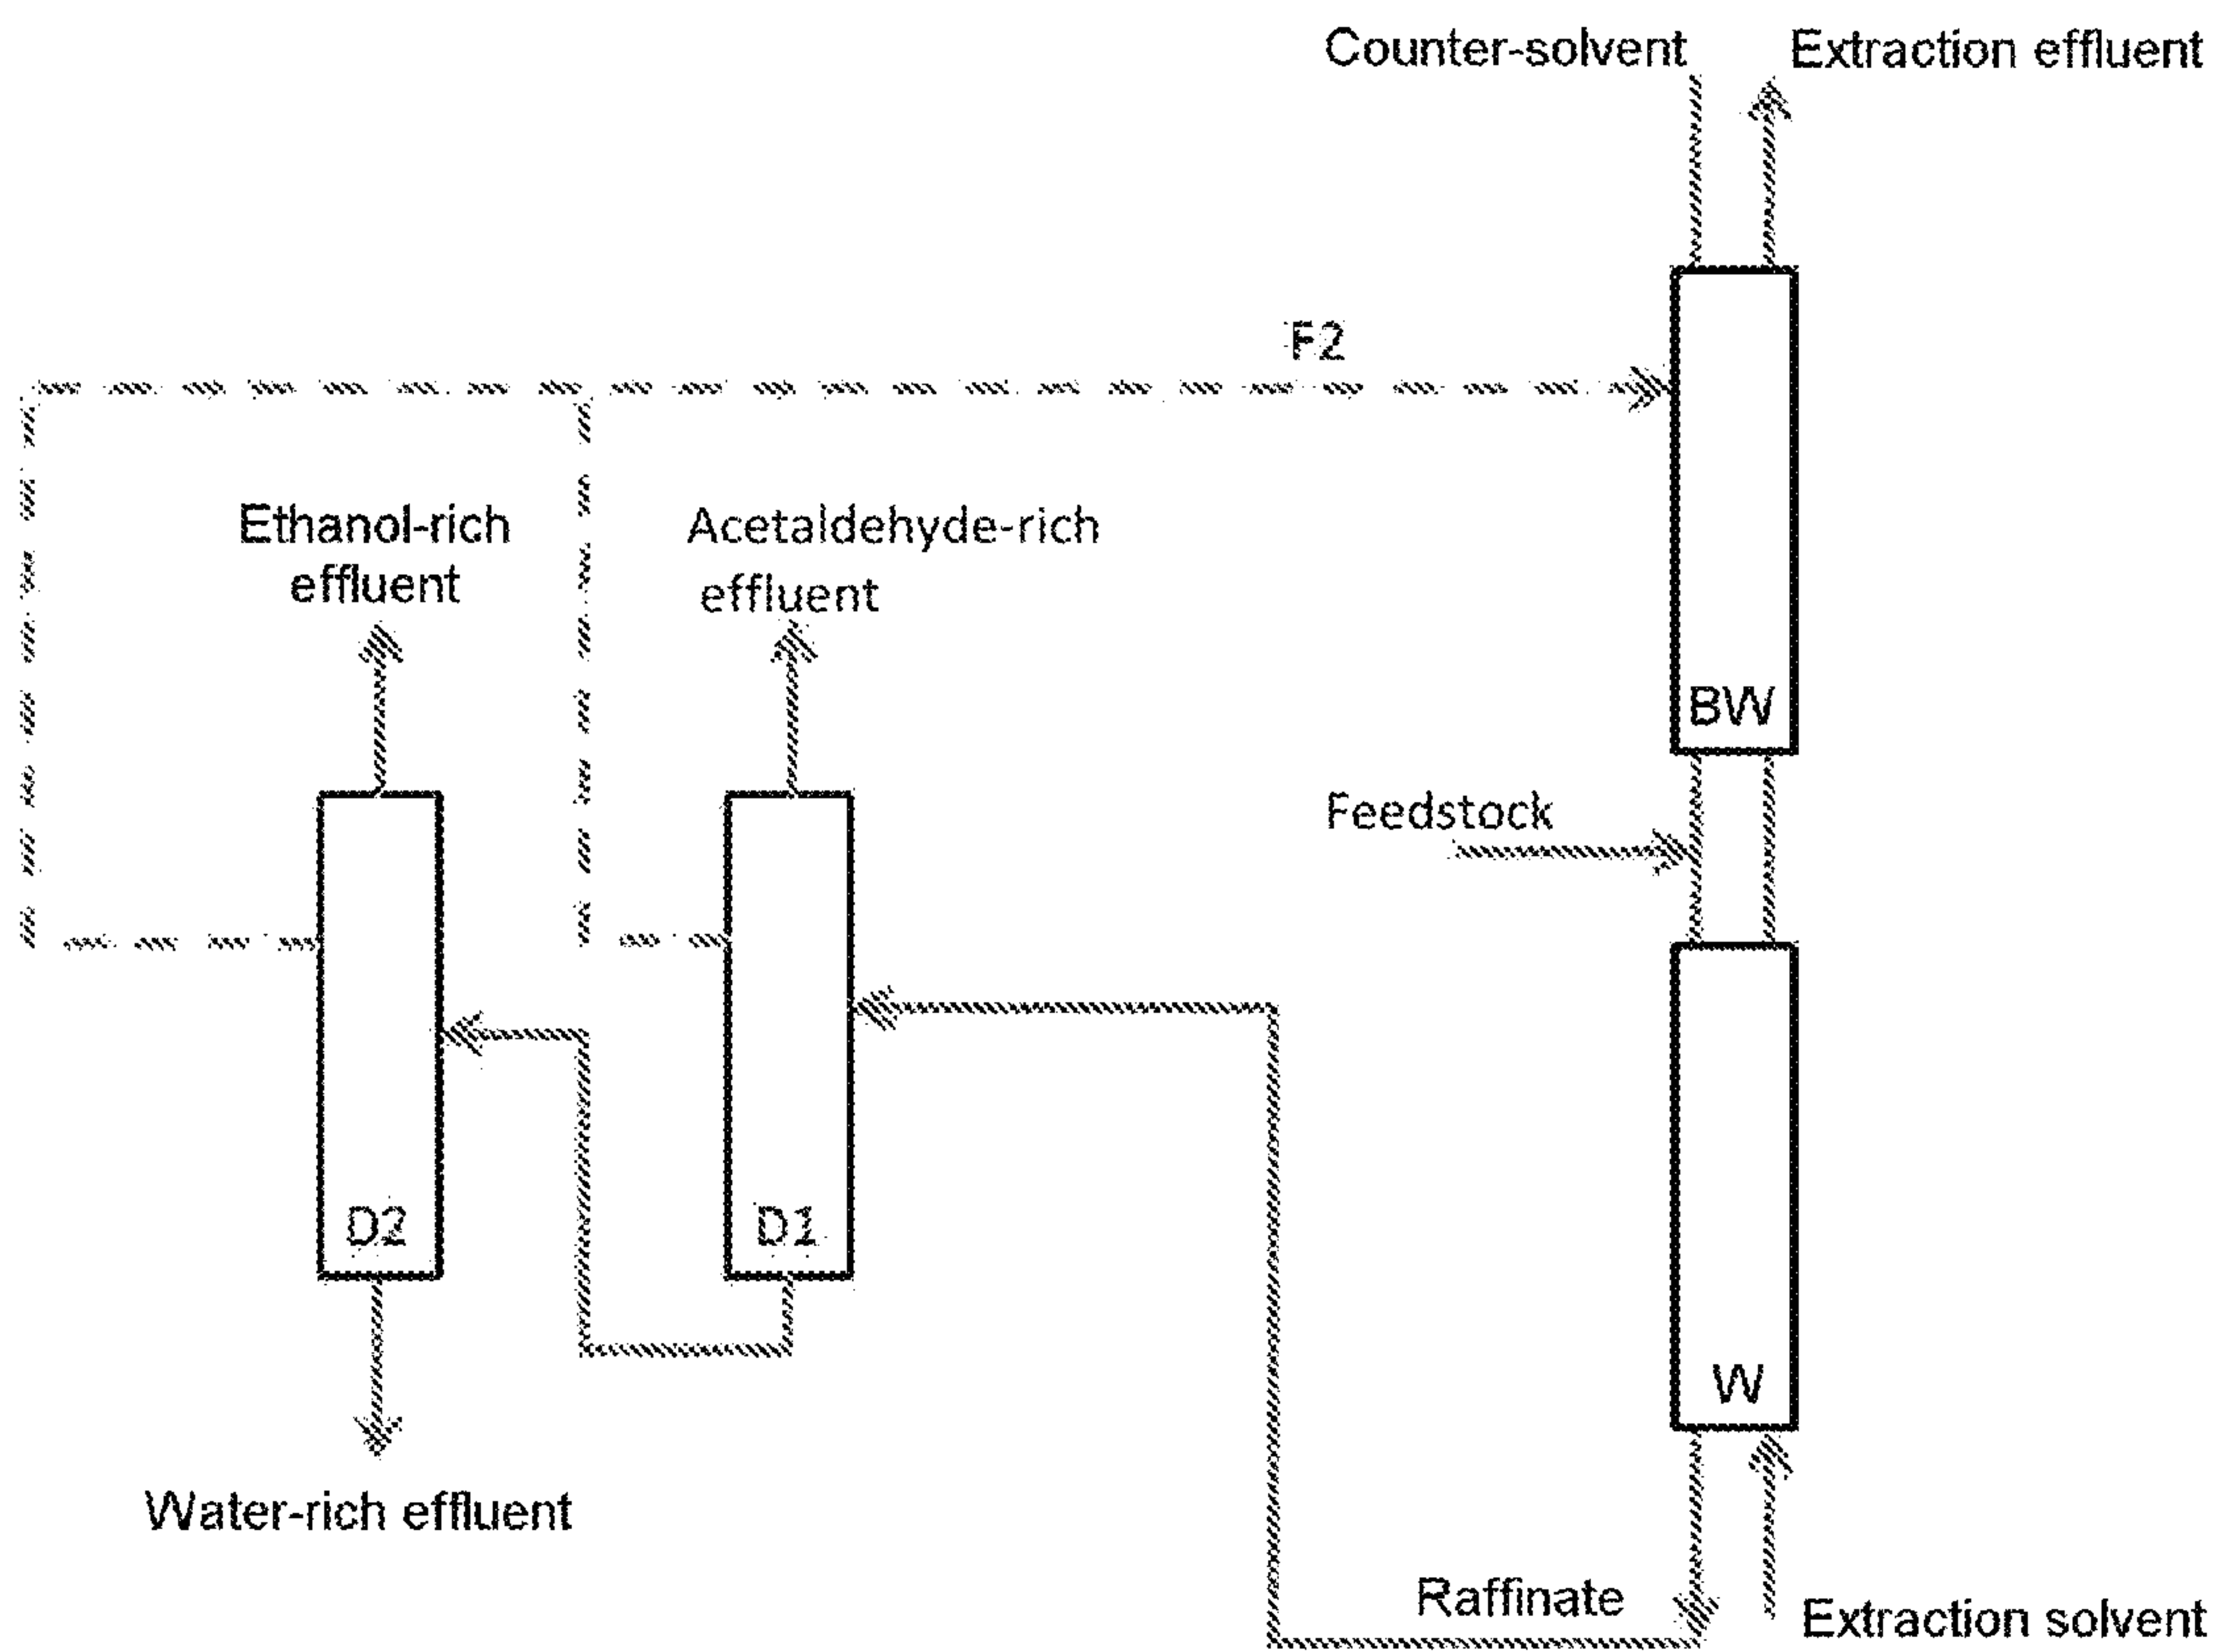 Counter-solvent
Extraction effluent
F2
Ethanol-rich
effluent
Acetaldehyde-rich
effluent
BW
Feedstock
D2
D1
W
Water-rich effluent
Raffinate
Extraction solvent